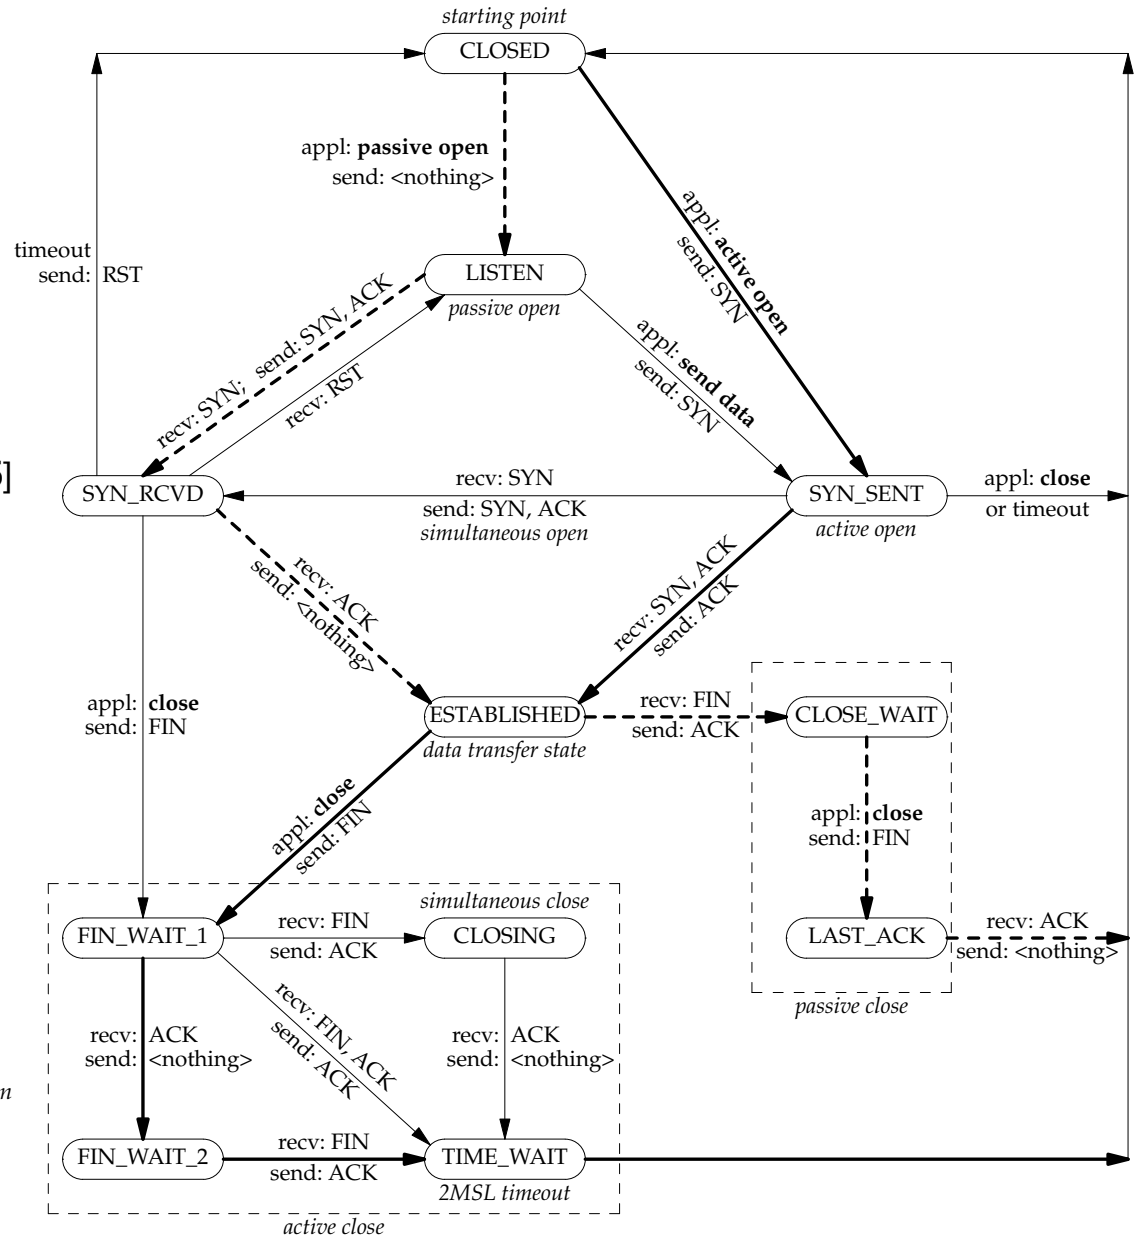 starting point
CLOSED
appl: passive open
send: <nothing>
appl: active open
send: SYN
timeout
send: RST
LISTEN
passive open
recv: SYN; send: SYN, ACK
recv: RST
appl: send data
send: SYN
5]
SYN_RCVD
recv: SYN
send: SYN, ACK
simultaneous open
SYN_SENT
active open
appl: close
or timeout
recv: ACK
send: <nothing>
recv: SYN, ACK
send: ACK
appl: close
send: FIN
ESTABLISHED
data transfer state
recv: FIN
send: ACK
CLOSE_WAIT
appl: close
send: FIN
appl: close
send: FIN
simultaneous close
FIN_WAIT_1
recv: FIN
send: ACK
CLOSING
LAST_ACK
recv: ACK
send: <nothing>
passive close
recv: ACK
send: <nothing>
recv: FIN, ACK
send: ACK
recv: ACK
send: <nothing>
n
FIN_WAIT_2
recv: FIN
send: ACK
TIME_WAIT
2MSL timeout
active close